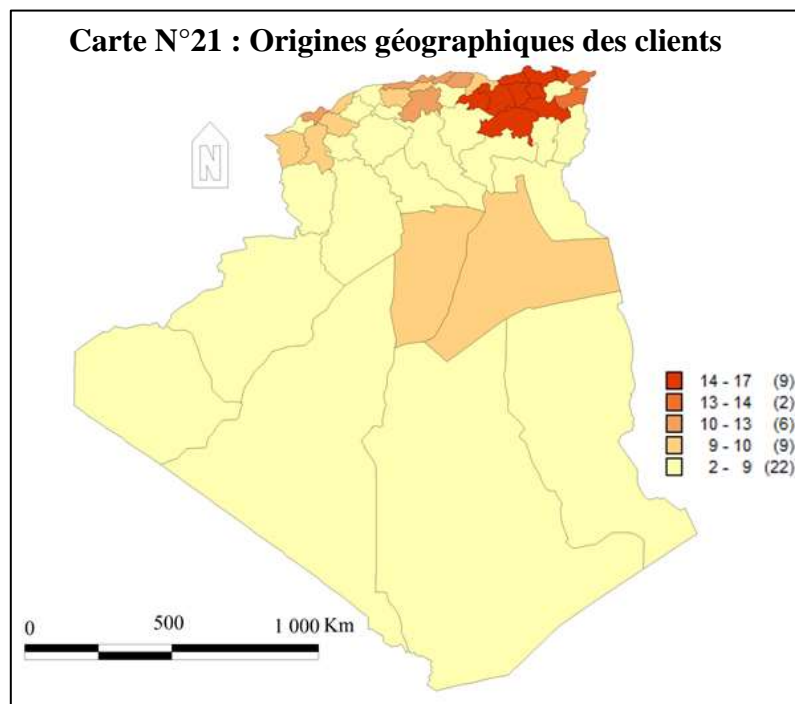 Carte N°21 : Origines géographiques des clients
N
14 - 17 (9)
13 - 14 (2)
10 - 13 (6)
9 - 10 (9)
2 - 9 (22)
0 500 1 000 Km